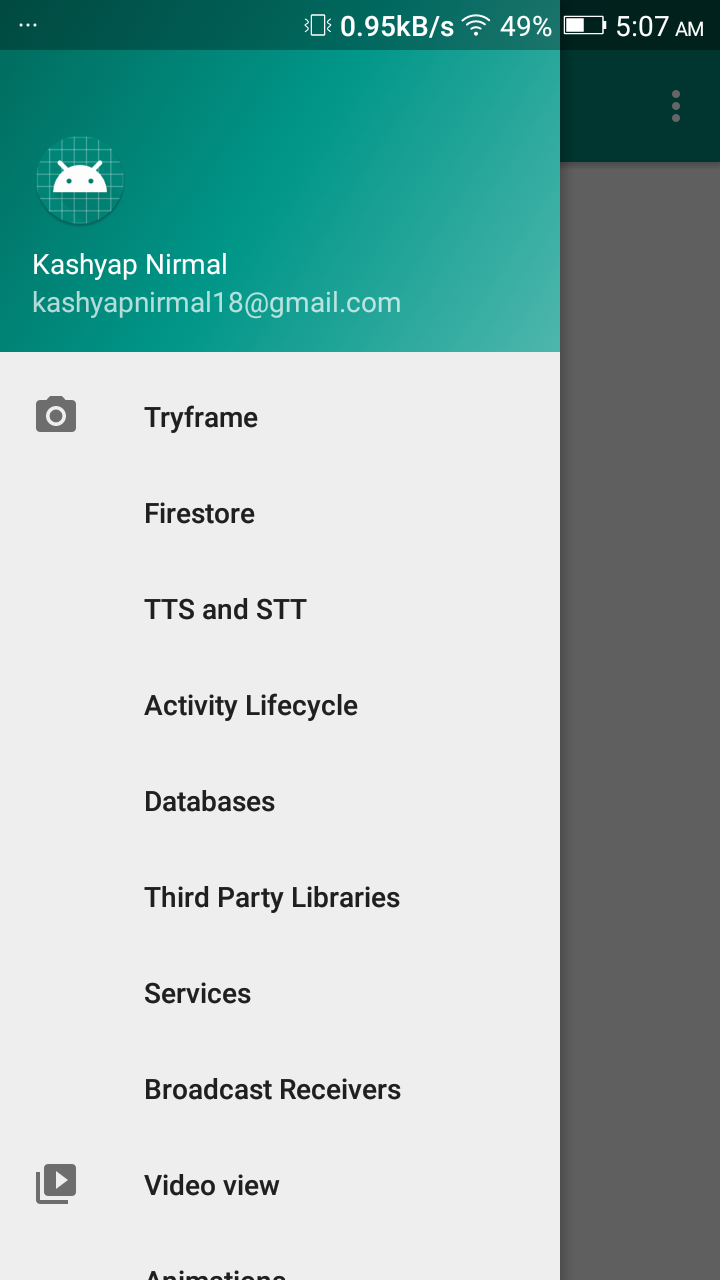 ... 0.95kB/s 49% 5:07 AM
Kashyap Nirmal
kashyapnirmal18@gmail.com
Tryframe
Firestore
TTS and STT
Activity Lifecycle
Databases
Third Party Libraries
Services
Broadcast Receivers
Video view
Animations